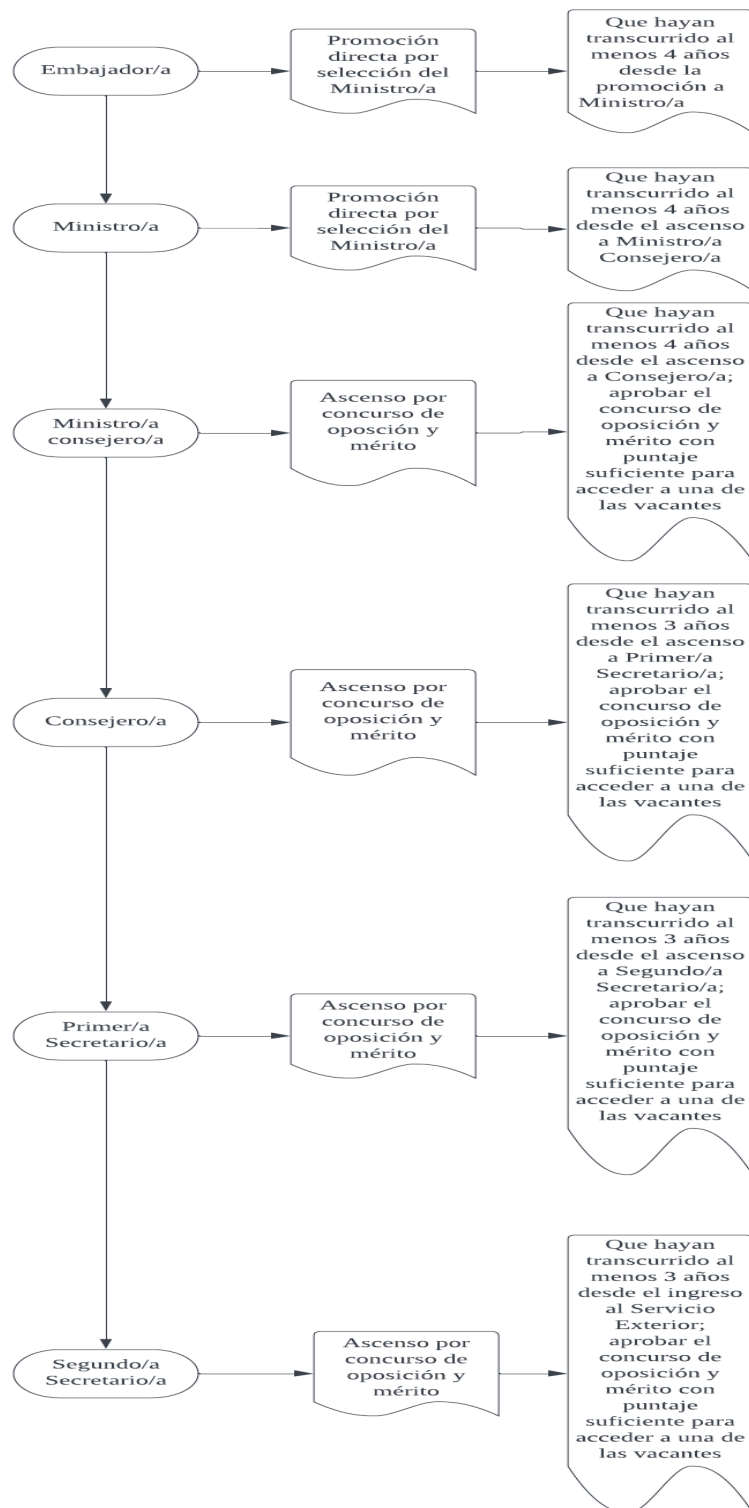 Embajador/a
Promoción
directa por
selección del
Ministro/a
Que hayan
transcurrido al
menos 4 años
desde la
promoción a
Ministro/a
Ministro/a
Promoción
directa por
selección del
Ministro/a
Que hayan
transcurrido al
menos 4 años
desde el ascenso
a Ministro/a
Consejero/a
Ministro/a
consejero/a
Ascenso por
concurso de
oposción y
mérito
Que hayan
transcurrido al
menos 4 años
desde el ascenso
a Consejero/a;
aprobar el
concurso de
oposición y
mérito con
puntaje
suficiente para
acceder a una de
las vacantes
Consejero/a
Ascenso por
concurso de
oposición y
mérito
Que hayan
transcurrido al
menos 3 años
desde el ascenso
a Primer/a
Secretario/a;
aprobar el
concurso de
oposición y
mérito con
puntaje
suficiente para
acceder a una de
las vacantes
Primer/a
Secretario/a
Ascenso por
concurso de
oposición y
mérito
Que hayan
transcurrido al
menos 3 años
desde el ascenso
a Segundo/a
Secretario/a;
aprobar el
concurso de
oposición y
mérito con
puntaje
suficiente para
acceder a una de
las vacantes
Segundo/a
Secretario/a
Ascenso por
concurso de
oposición y
mérito
Que hayan
transcurrido al
menos 3 años
desde el ingreso
al Servicio
Exterior;
aprobar el
concurso de
oposición y
mérito con
puntaje
suficiente para
acceder a una de
las vacantes